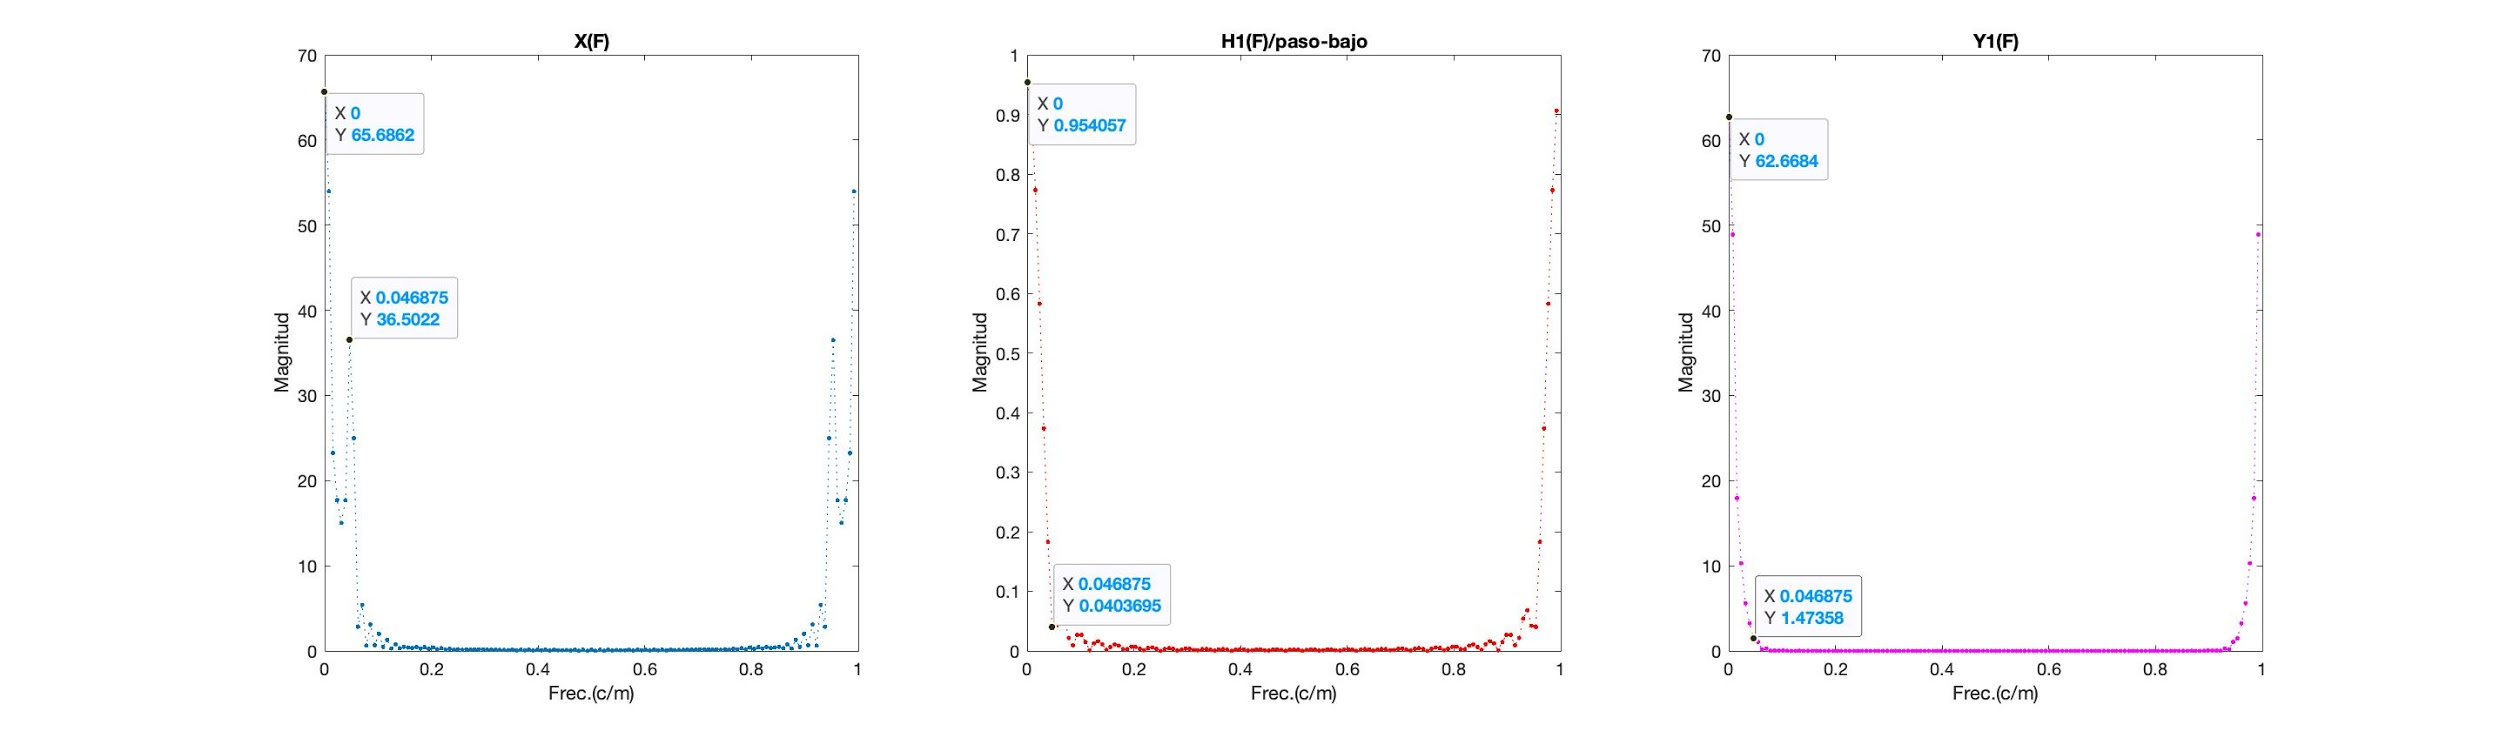 X(F)
70
60
50
40
30
20
10
0
Magnitud
X 0
Y 65.6862
X 0.046875
Y 36.5022
0 0.2 0.4 0.6 0.8 1
Frec.(c/m)
H1(F)/paso-bajo
1
0.9
0.8
0.7
0.6
0.5
0.4
0.3
0.2
0.1
0
Magnitud
X 0
Y 0.954057
X 0.046875
Y 0.0403695
0 0.2 0.4 0.6 0.8 1
Frec.(c/m)
Y1(F)
70
60
50
40
30
20
10
0
Magnitud
X 0
Y 62.6684
X 0.046875
Y 1.47358
0 0.2 0.4 0.6 0.8 1
Frec.(c/m)